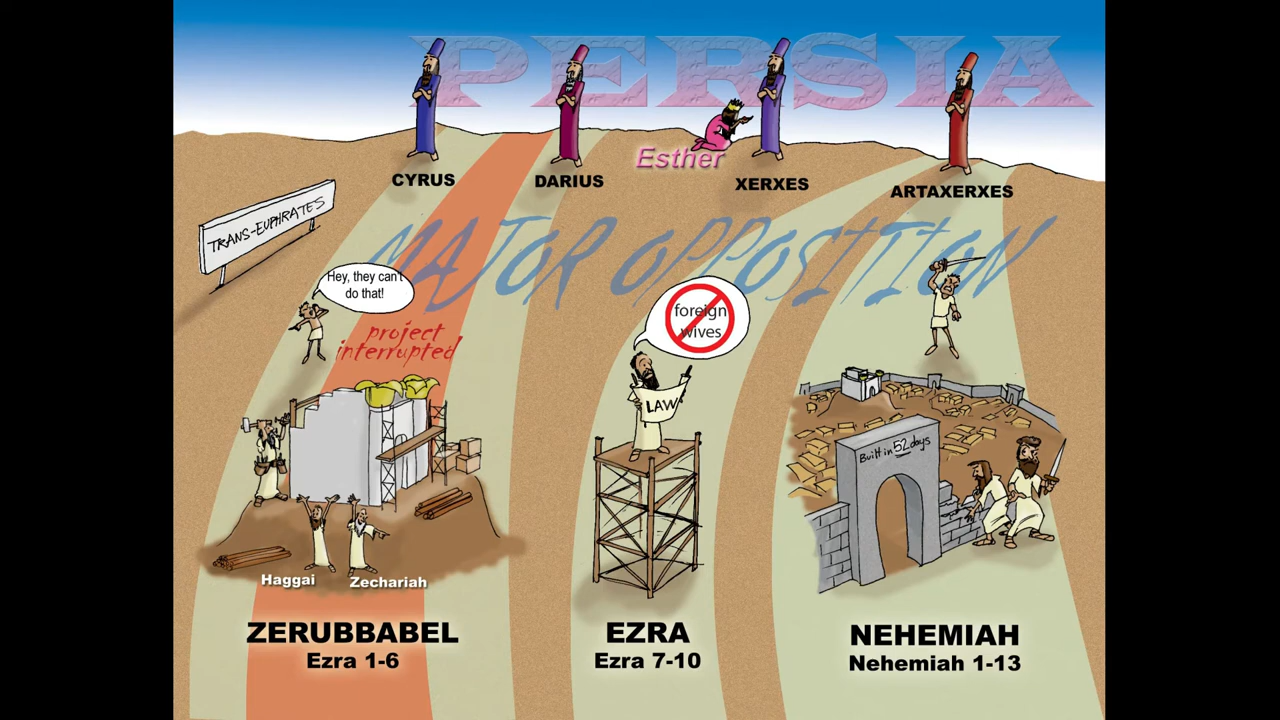 PERSIA
Esther
CYRUS
DARIUS
XERXES
ARTAXERXES
TRANS-EUPHRATES
MAJOR OPPOSITION
Hey, they can't
do that!
project
interrupted
foreign
wives
LAW
Built in 52 days
Haggai
Zechariah
ZERUBBABEL
Ezra 1-6
EZRA
Ezra 7-10
NEHEMIAH
Nehemiah 1-13